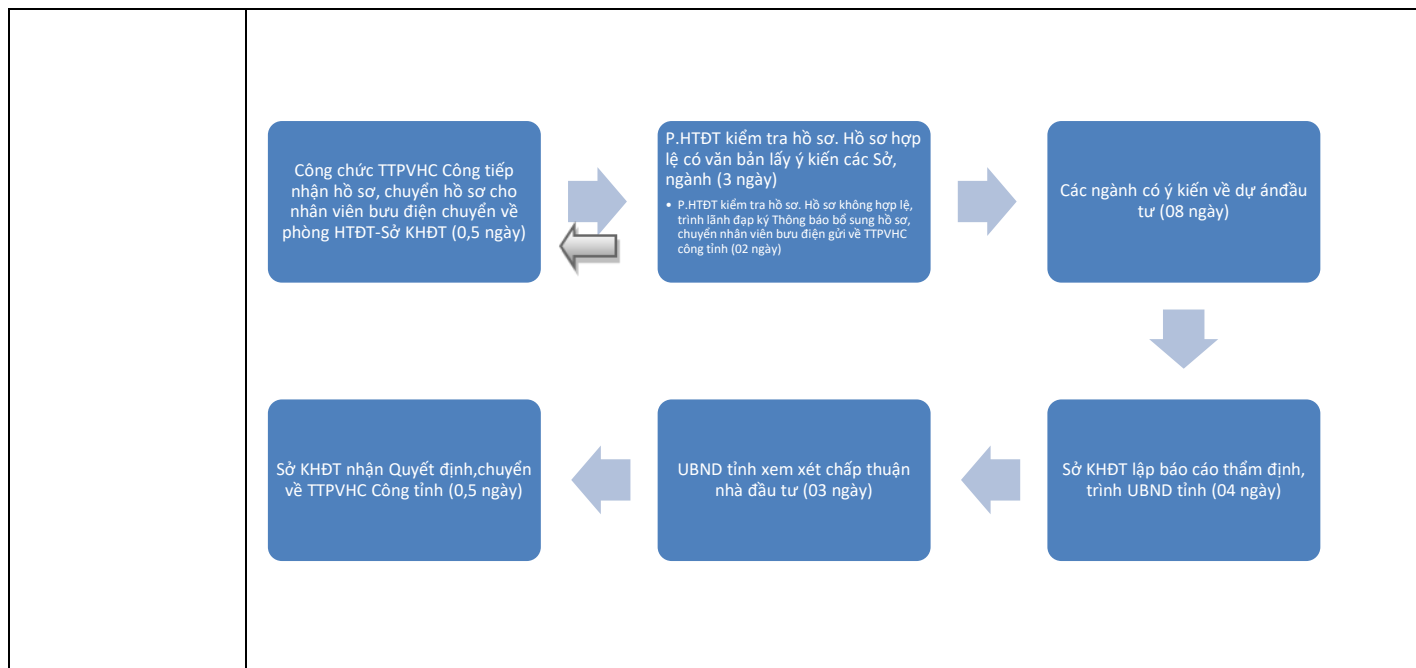 Công chức TTPVHC Công tiếp
nhận hồ sơ, chuyển hồ sơ cho
nhân viên bưu điện chuyển về
phòng HTĐT-Sở KHĐT (0,5 ngày)
P.HTĐT kiểm tra hồ sơ. Hồ sơ hợp
lệ có văn bản lấy ý kiến các Sở,
ngành (3 ngày)
• P.HTĐT kiểm tra hồ sơ. Hồ sơ không hợp lệ,
trình lãnh đạp ký Thông báo bổ sung hồ sơ,
chuyển nhân viên bưu điện gửi về TTPVHC
công tỉnh (02 ngày)
Các ngành có ý kiến về dự ánđầu
tư (08 ngày)
Sở KHĐT lập báo cáo thẩm định,
trình UBND tỉnh (04 ngày)
UBND tỉnh xem xét chấp thuận
nhà đầu tư (03 ngày)
Sở KHĐT nhận Quyết định,chuyển
về TTPVHC Công tỉnh (0,5 ngày)